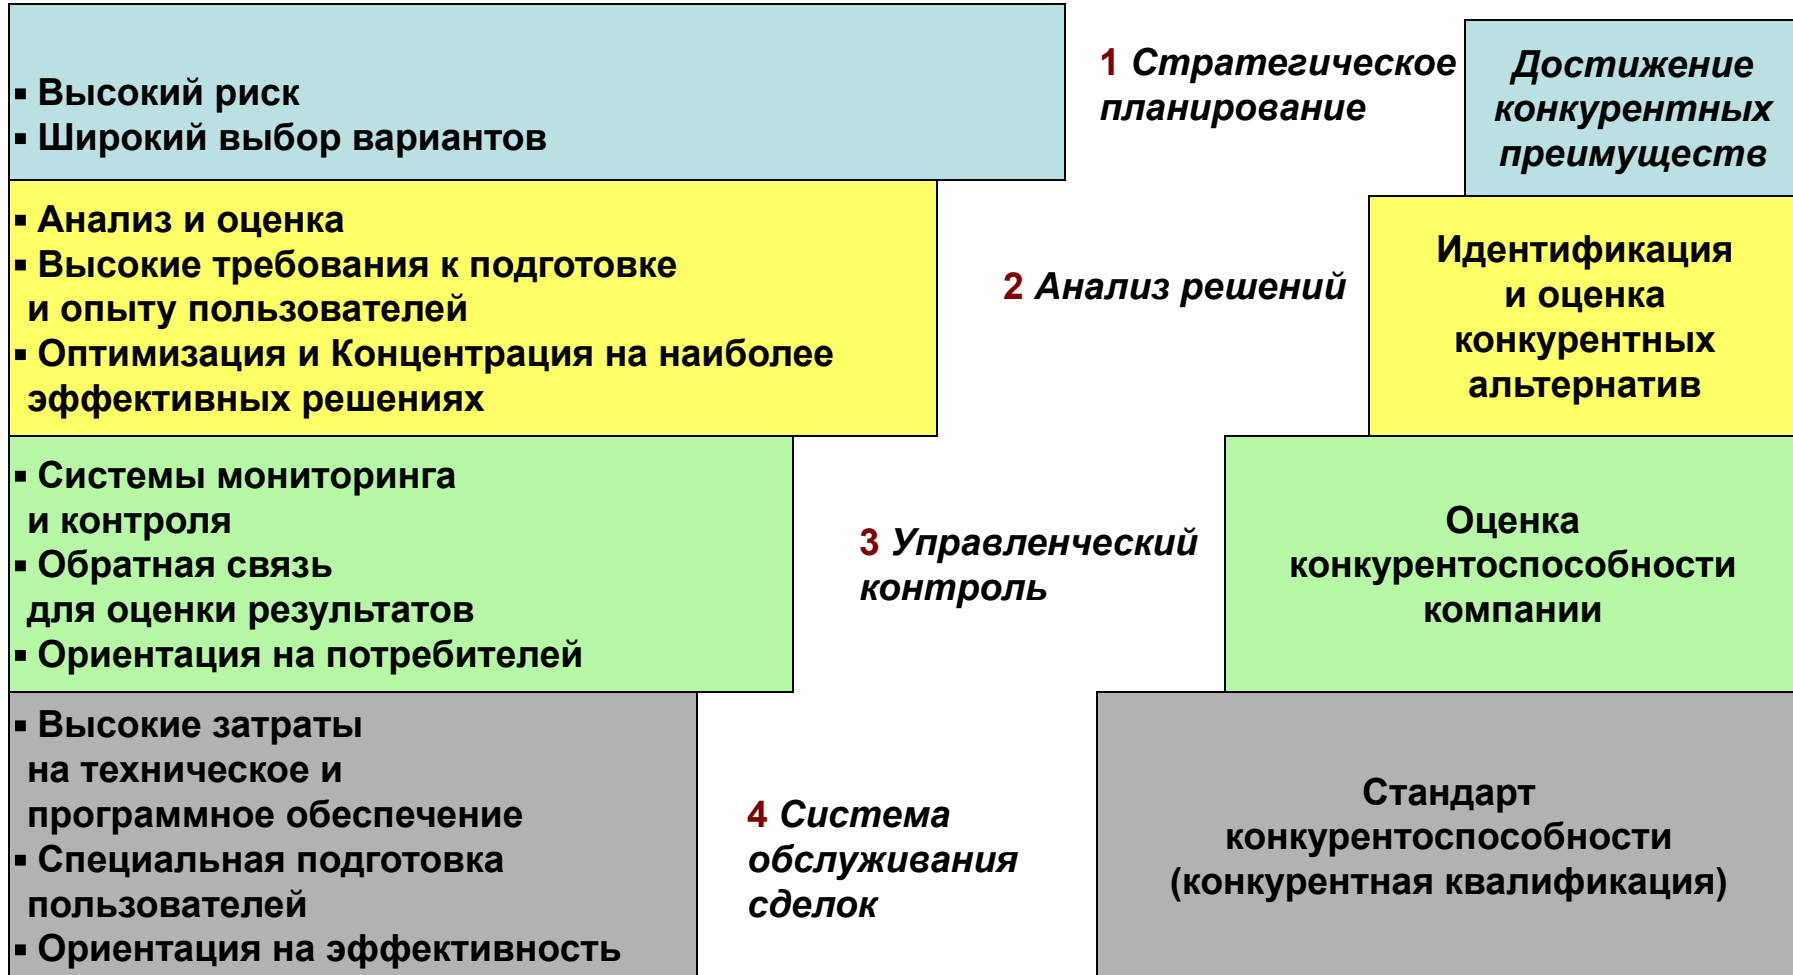 ▪ Высокий риск
▪ Широкий выбор вариантов
1 Стратегическое
планирование
Достижение
конкурентных
преимуществ
▪ Анализ и оценка
▪ Высокие требования к подготовке
и опыту пользователей
▪ Оптимизация и Концентрация на наиболее
эффективных решениях
2 Анализ решений
Идентификация
и оценка
конкурентных
альтернатив
▪ Системы мониторинга
и контроля
▪ Обратная связь
для оценки результатов
▪ Ориентация на потребителей
3 Управленческий
контроль
Оценка
конкурентоспособности
компании
▪ Высокие затраты
на техническое и
программное обеспечение
▪ Специальная подготовка
пользователей
▪ Ориентация на эффективность
4 Система
обслуживания
сделок
Стандарт
конкурентоспособности
(конкурентная квалификация)